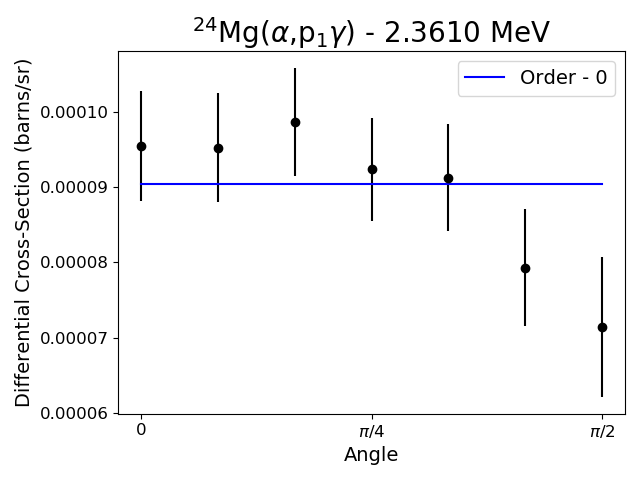 ²⁴Mg(α,p₁γ) - 2.3610 MeV
Order - 0
Differential Cross-Section (barns/sr)
0.00010
0.00009
0.00008
0.00007
0.00006
0 π/4 π/2
Angle